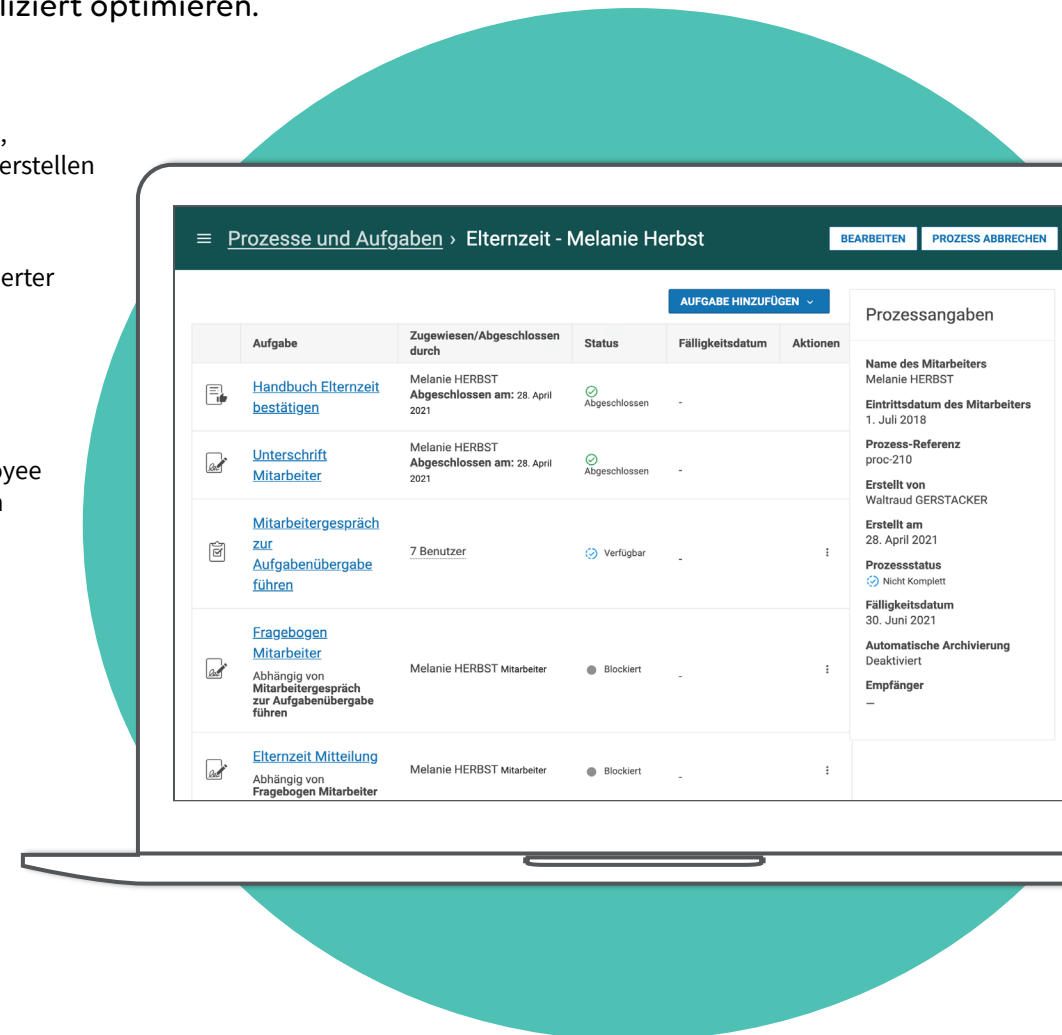 liziert optimieren.
,
erstellen
erter
yee
Prozesse und Aufgaben › Elternzeit - Melanie Herbst
BEARBEITEN
PROZESS ABBRECHEN
AUFGABE HINZUFÜGEN
Aufgabe
Zugewiesen/Abgeschlossen
durch
Status
Fälligkeitsdatum
Aktionen
Handbuch Elternzeit
bestätigen
Melanie HERBST
Abgeschlossen am: 28. April
2021
Abgeschlossen
-
Unterschrift
Mitarbeiter
Melanie HERBST
Abgeschlossen am: 28. April
2021
Abgeschlossen
-
Mitarbeitergespräch
zur
Aufgabenübergabe
führen
7 Benutzer
Verfügbar
-
Fragebogen
Mitarbeiter
Abhängig von
Mitarbeitergespräch
zur Aufgabenübergabe
führen
Melanie HERBST Mitarbeiter
Blockiert
-
Elternzeit Mitteilung
Abhängig von
Fragebogen Mitarbeiter
Melanie HERBST Mitarbeiter
Blockiert
-
Prozessangaben
Name des Mitarbeiters
Melanie HERBST
Eintrittsdatum des Mitarbeiters
1. Juli 2018
Prozess-Referenz
proc-210
Erstellt von
Waltraud GERSTACKER
Erstellt am
28. April 2021
Prozessstatus
Nicht Komplett
Fälligkeitsdatum
30. Juni 2021
Automatische Archivierung
Deaktiviert
Empfänger
—